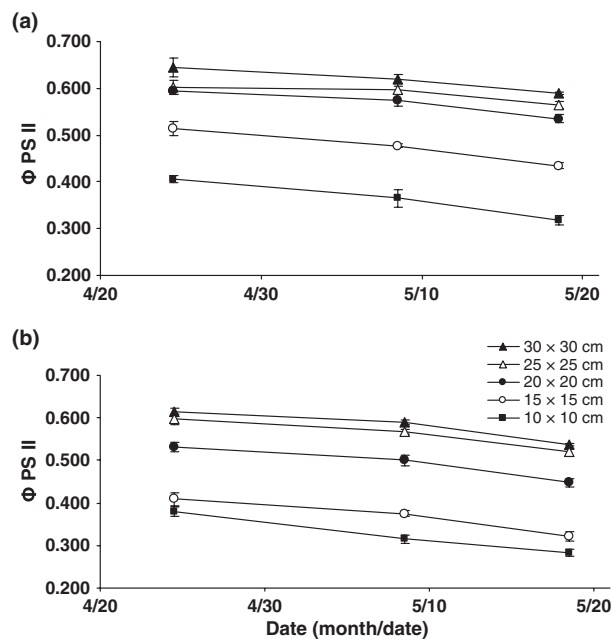 (a)
0.700
0.600
0.500
0.400
0.300
0.200
Φ PS II
4/20 4/30 5/10 5/20
(b)
30 × 30 cm
25 × 25 cm
20 × 20 cm
15 × 15 cm
10 × 10 cm
0.700
0.600
0.500
0.400
0.300
0.200
Φ PS II
4/20 4/30 5/10 5/20
Date (month/date)